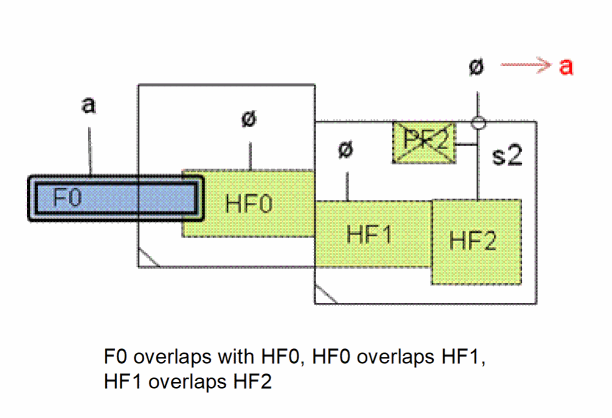 ø → a
a
ø
ø
PF2
s2
F0
HF0
HF1
HF2
F0 overlaps with HF0, HF0 overlaps HF1,
HF1 overlaps HF2